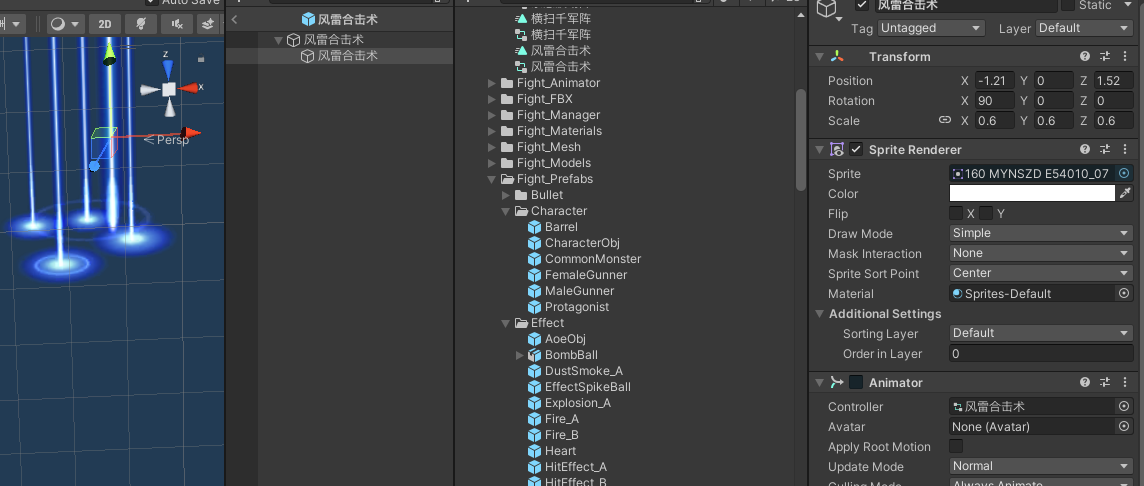 Auto Save
2D
z
x
Persp
风雷合击术
风雷合击术
风雷合击术
横扫千军阵
风雷合击术
风雷合击术
Fight_Animator
Fight_FBX
Fight_Manager
Fight_Materials
Fight_Mesh
Fight_Models
Fight_Prefabs
Bullet
Character
Barrel
CharacterObj
CommonMonster
FemaleGunner
MaleGunner
Protagonist
Effect
AoeObj
BombBall
DustSmoke_A
EffectSpikeBall
Explosion_A
Fire_A
Fire_B
Heart
HitEffect_A
HitEffect_B
风雷合击术 Static
Tag Untagged Layer Default
Transform
Position X -1.21 Y 0 Z 1.52
Rotation X 90 Y 0 Z 0
Scale X 0.6 Y 0.6 Z 0.6
Sprite Renderer
Sprite 160 MYNSZD E54010_07
Color
Flip X Y
Draw Mode Simple
Mask Interaction None
Sprite Sort Point Center
Material Sprites-Default
Additional Settings
Sorting Layer Default
Order in Layer 0
Animator
Controller 风雷合击术
Avatar None (Avatar)
Apply Root Motion
Update Mode Normal
Culling Mode Always Animate